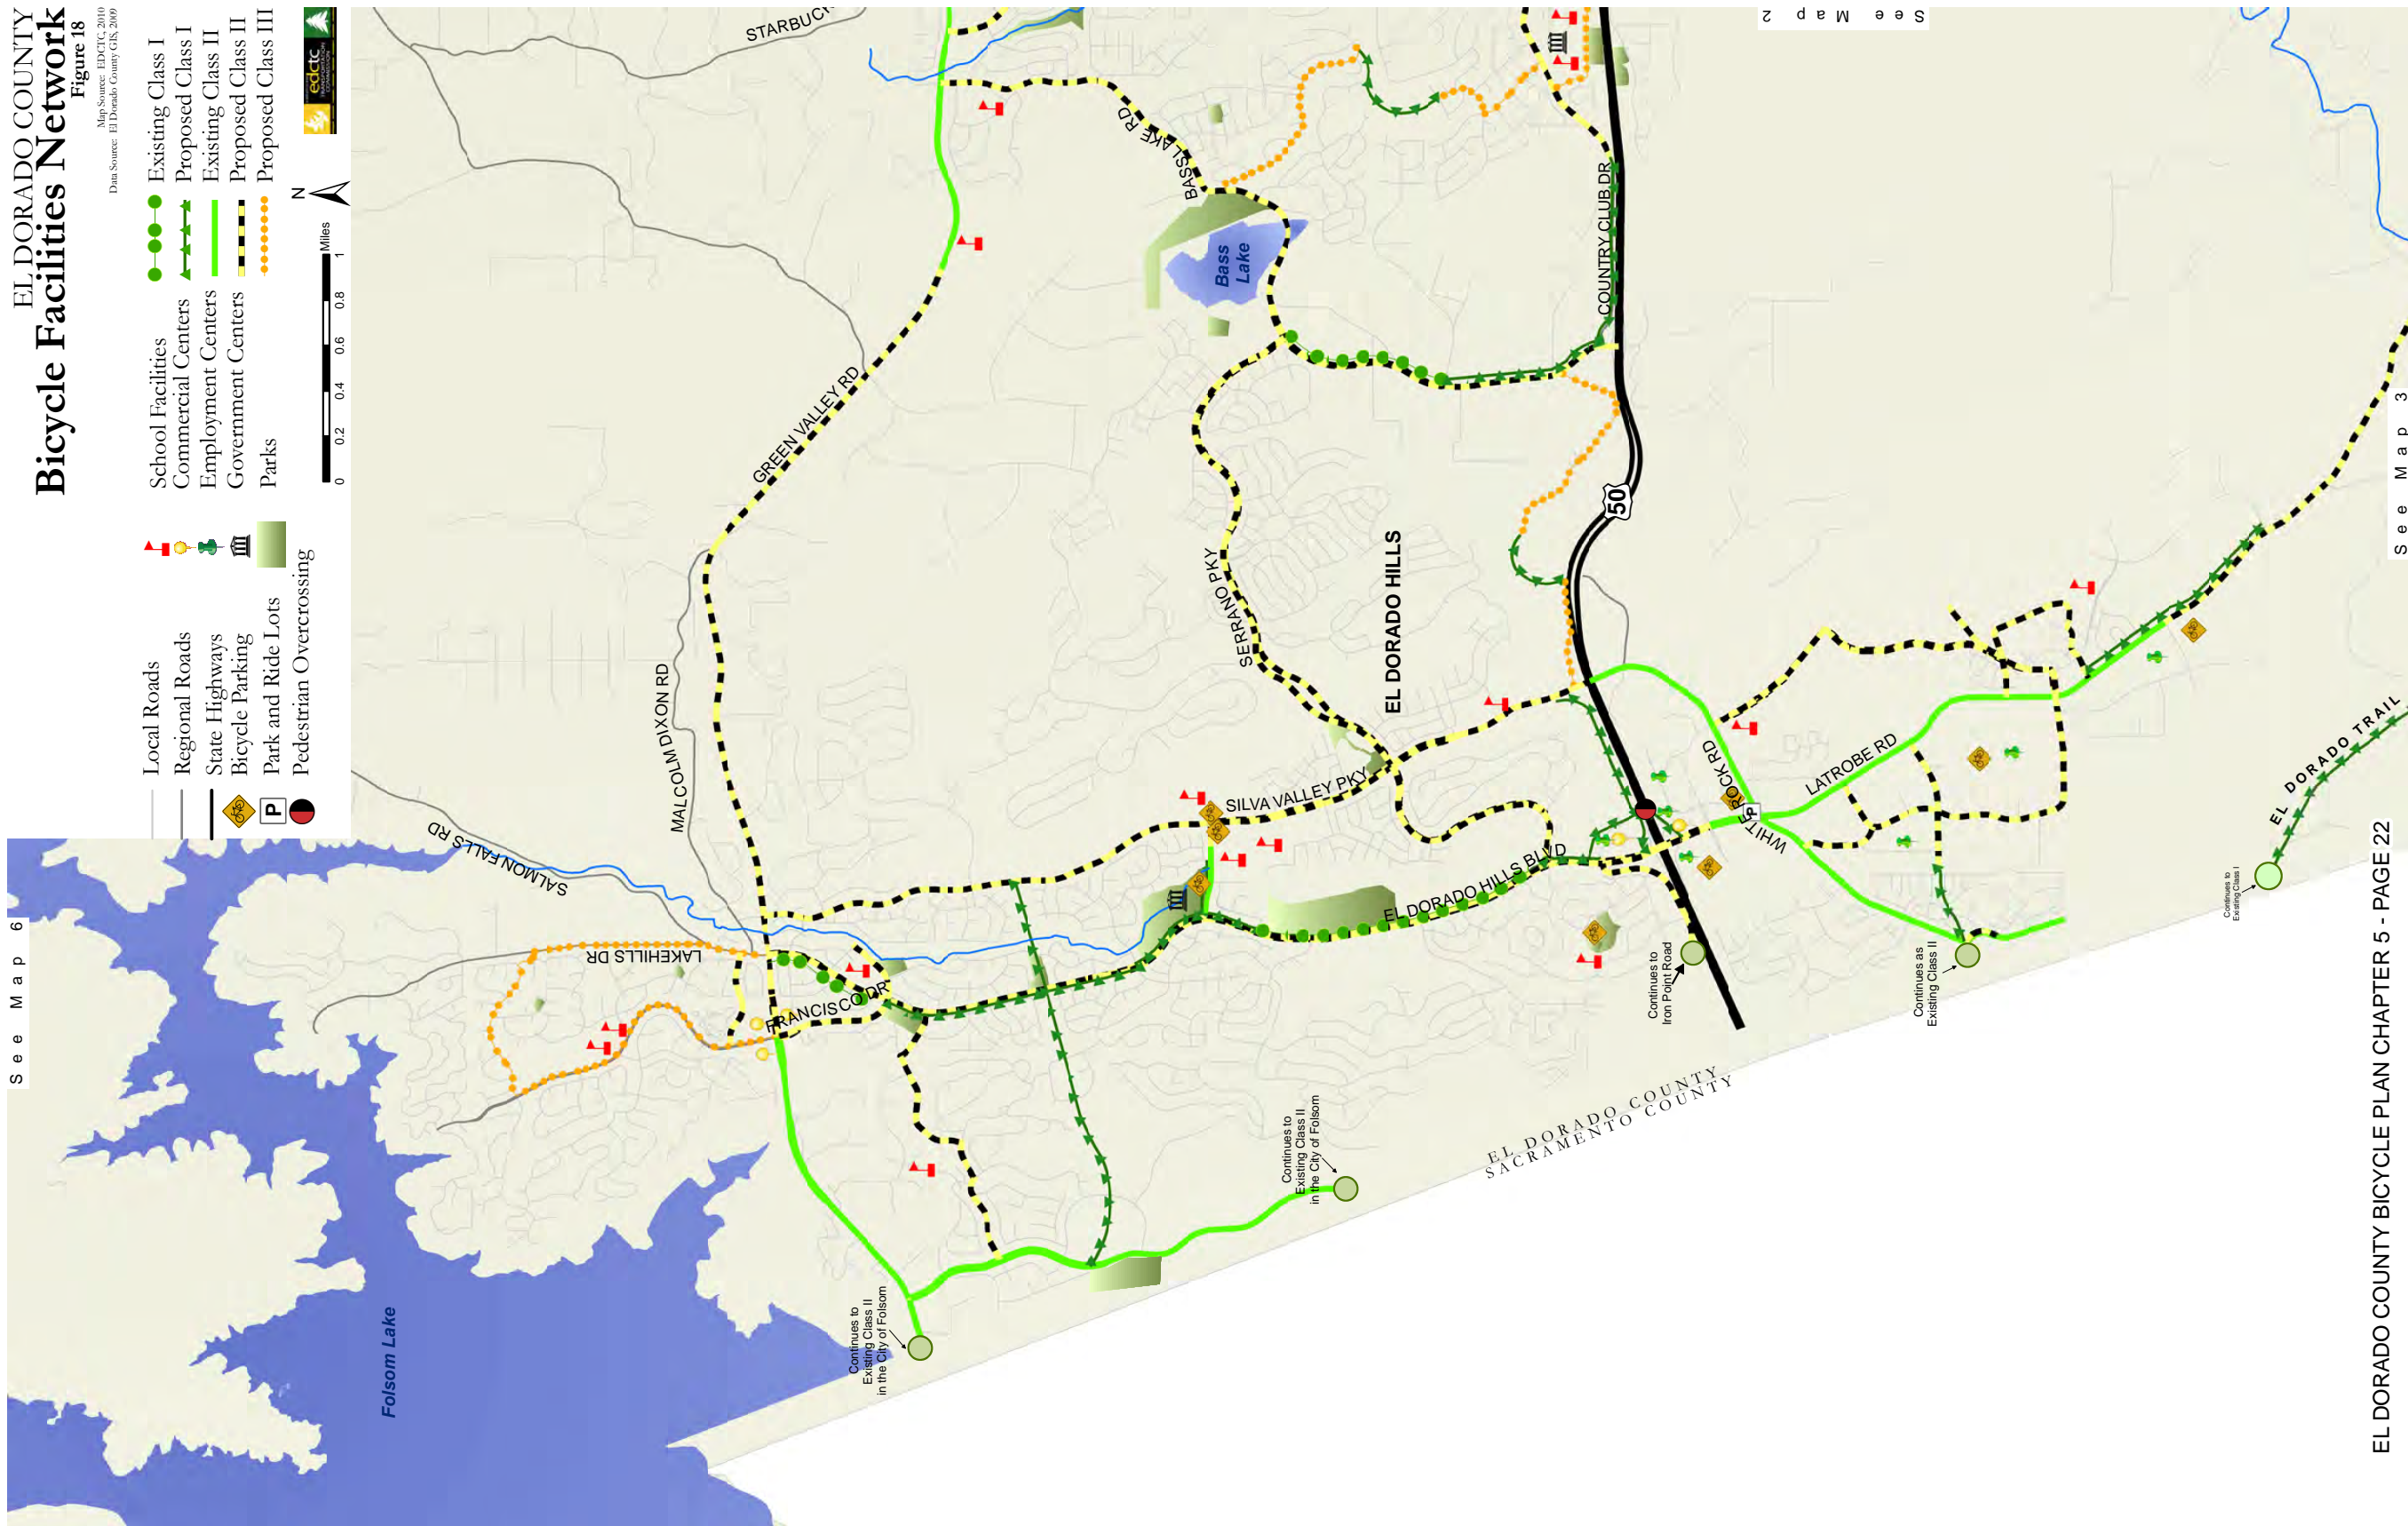 EL DORADO COUNTY
Bicycle Facilities Network
Figure 18
Map Source: EDCTC, 2010
Data Source: El Dorado County GIS, 2009
Local Roads
Regional Roads
State Highways
Bicycle Parking
P
Park and Ride Lots
Pedestrian Overcrossing
School Facilities
Commercial Centers
Employment Centers
Government Centers
Parks
Existing Class I
Proposed Class I
Existing Class II
Proposed Class II
Proposed Class III
edctc
TRANSPORTATION
COMMISSION
N
0 0.2 0.4 0.6 0.8 1
Miles
See Map 6
See Map 2
See Map 3
SALMON FALLS RD
MALCOLM DIXON RD
GREEN VALLEY RD
LAKEHILLS DR
FRANCISCO DR
BASS LAKE RD
Bass
Lake
COUNTRY CLUB DR
SERRANO PKY
EL DORADO HILLS
SILVA VALLEY PKY
EL DORADO HILLS BLVD
50
WHITE ROCK RD
P
LATROBE RD
EL DORADO TRAIL
Folsom Lake
Continues to
Existing Class II
in the City of Folsom
Continues to
Existing Class II
in the City of Folsom
EL DORADO COUNTY
SACRAMENTO COUNTY
Continues to
Iron Point Road
Continues as
Existing Class II
Continues to
Existing Class I
EL DORADO COUNTY BICYCLE PLAN CHAPTER 5 - PAGE 22